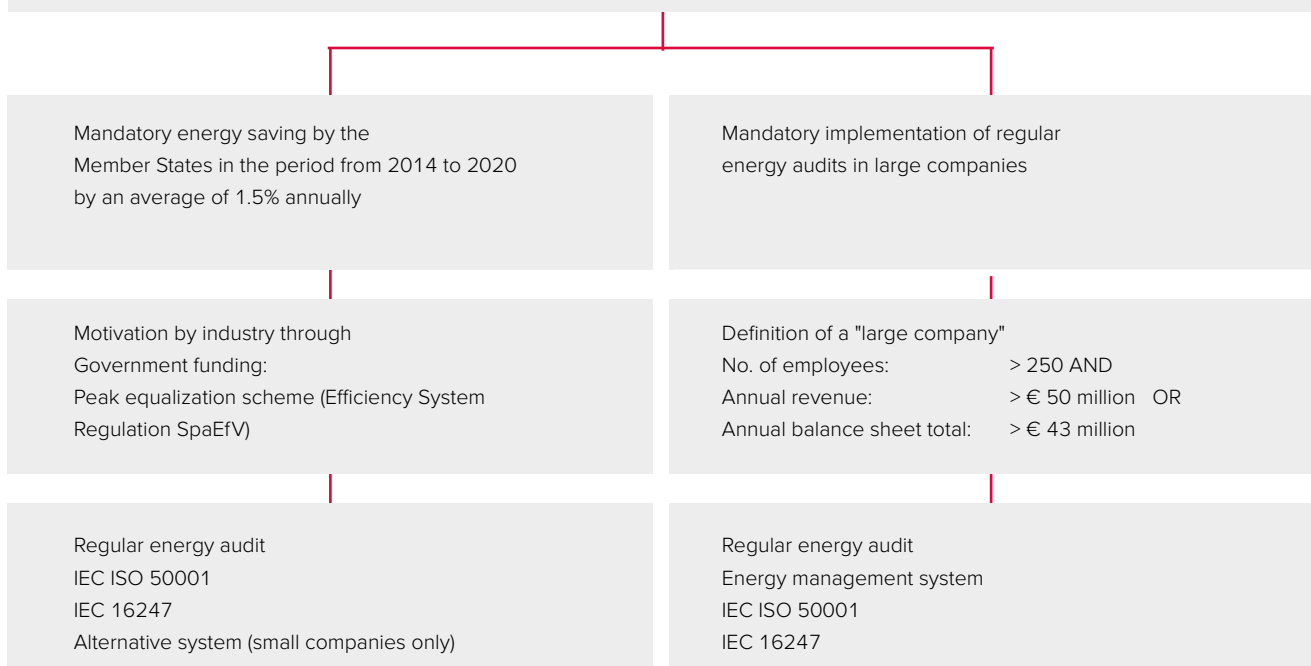 Mandatory energy saving by the
Member States in the period from 2014 to 2020
by an average of 1.5% annually
Mandatory implementation of regular
energy audits in large companies
Motivation by industry through
Government funding:
Peak equalization scheme (Efficiency System
Regulation SpaEfV)
Definition of a "large company"
No. of employees: > 250 AND
Annual revenue: > € 50 million OR
Annual balance sheet total: > € 43 million
Regular energy audit
IEC ISO 50001
IEC 16247
Alternative system (small companies only)
Regular energy audit
Energy management system
IEC ISO 50001
IEC 16247